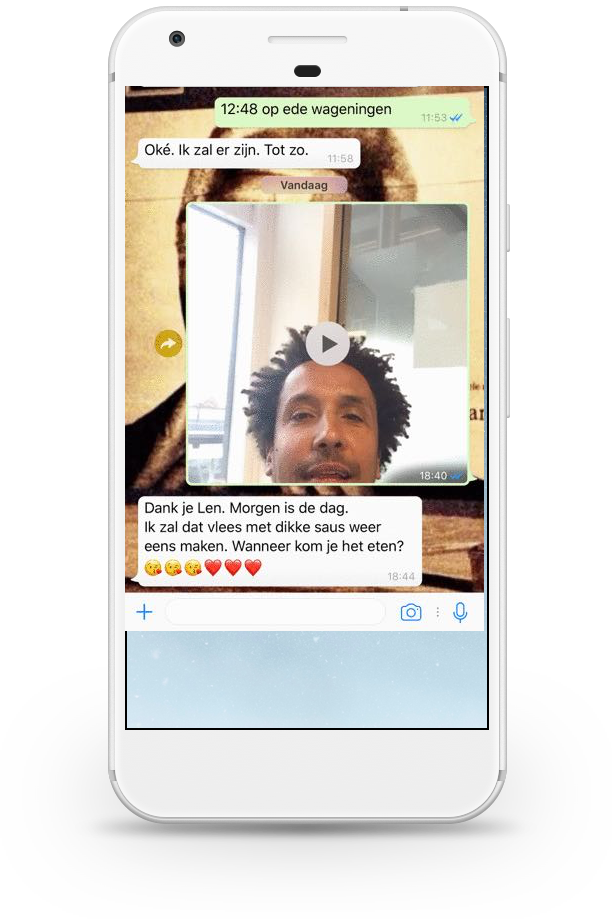 12:48 op ede wageningen
11:53
Oké. Ik zal er zijn. Tot zo.
11:58
Vandaag
18:40
Dank je Len. Morgen is de dag.
Ik zal dat vlees met dikke saus weer
eens maken. Wanneer kom je het eten?
😘😘😘❤️❤️❤️
18:44